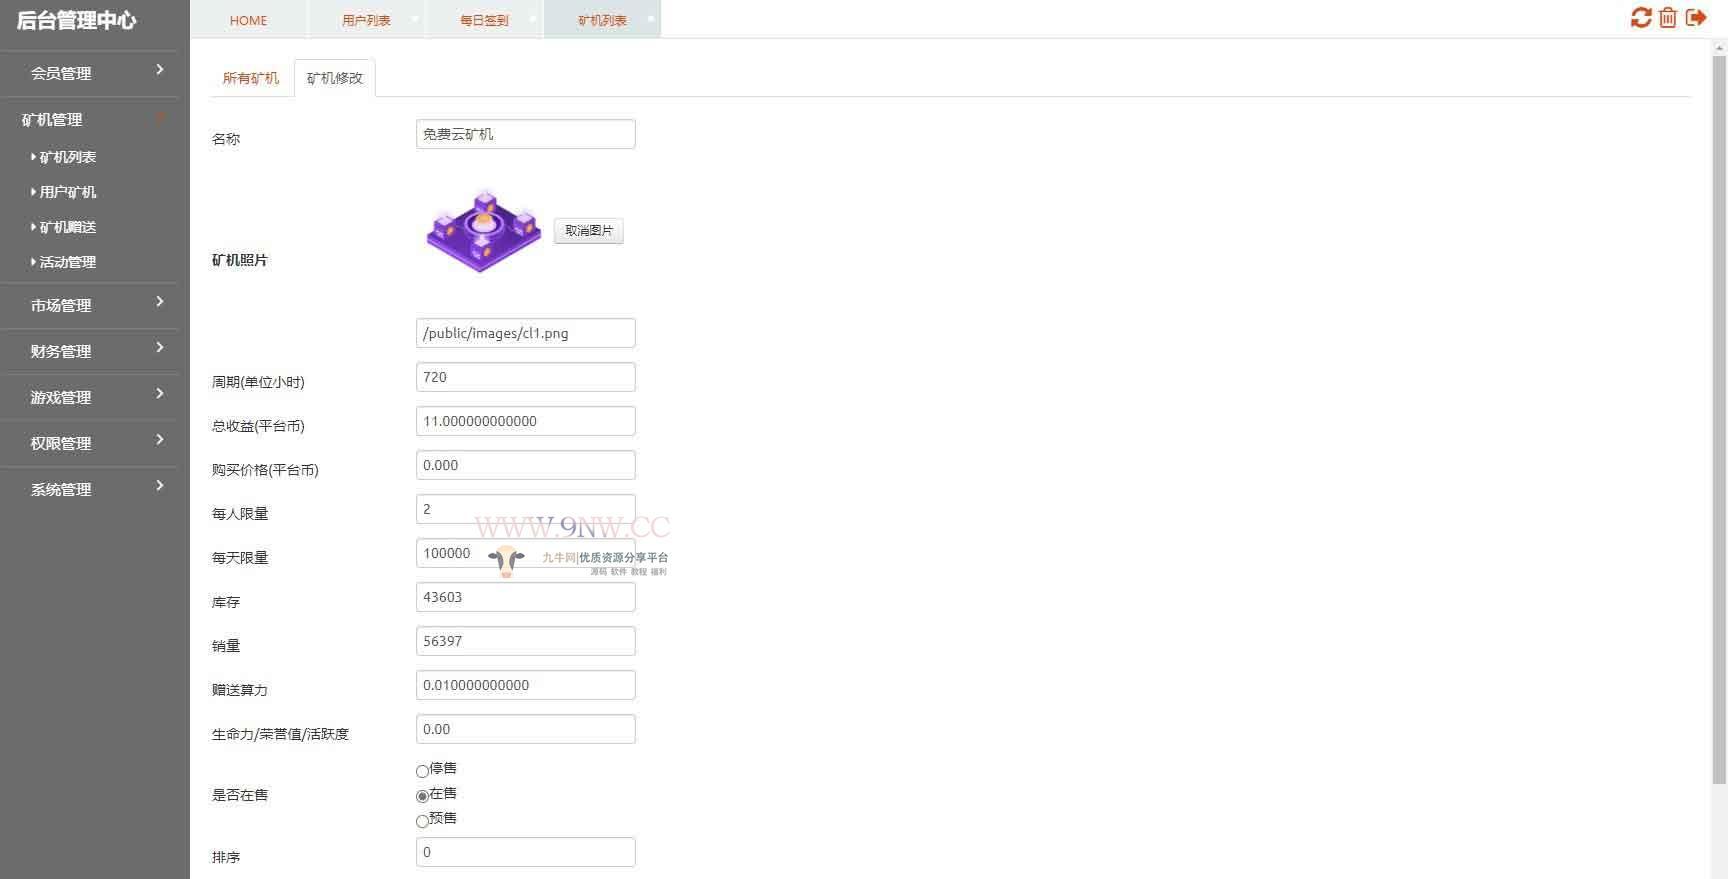 后台管理中心
HOME
用户列表
每日签到
矿机列表
会员管理
矿机管理
矿机列表
用户矿机
矿机赠送
活动管理
市场管理
财务管理
游戏管理
权限管理
系统管理
所有矿机
矿机修改
名称
免费云矿机
矿机照片
取消图片
/public/images/cl1.png
周期(单位小时)
720
总收益(平台币)
11.000000000000
购买价格(平台币)
0.000
每人限量
2
WWW.9NW.CC
每天限量
100000
九牛网|优质资源分享平台
源码 软件 教程 福利
库存
43603
销量
56397
赠送算力
0.010000000000
生命力/荣誉值/活跃度
0.00
是否在售
停售
在售
预售
排序
0